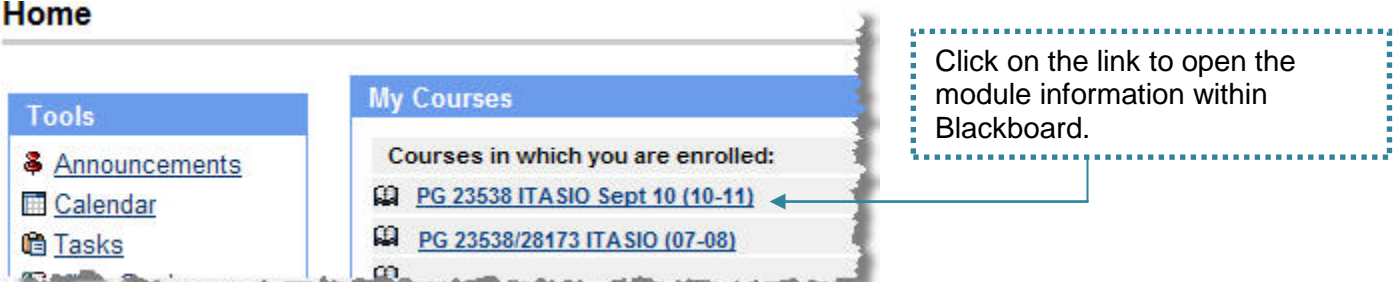 Home
Tools
Announcements
Calendar
Tasks
My Courses
Courses in which you are enrolled:
PG 23538 ITASIO Sept 10 (10-11)
PG 23538/28173 ITASIO (07-08)
Click on the link to open the
module information within
Blackboard.